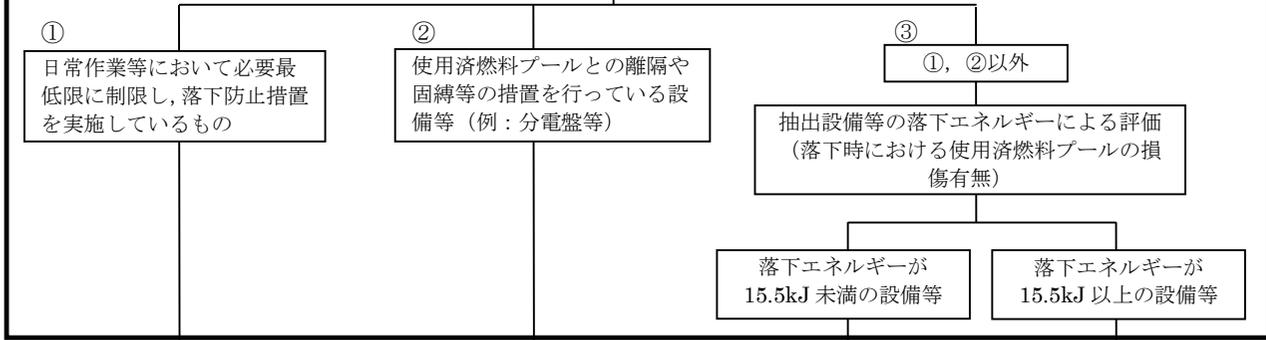 ①
日常作業等において必要最
低限に制限し,落下防止措置
を実施しているもの
②
使用済燃料プールとの離隔や
固縛等の措置を行っている設
備等（例：分電盤等）
③
①，②以外
抽出設備等の落下エネルギーによる評価
（落下時における使用済燃料プールの損
傷有無）
落下エネルギーが
15.5kJ 未満の設備等
落下エネルギーが
15.5kJ 以上の設備等